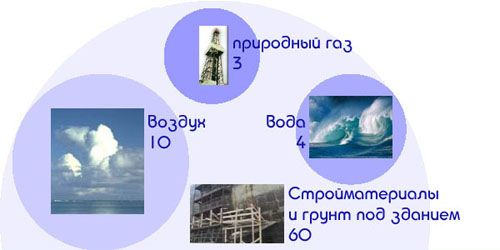 природный газ
3
Воздух
10
Вода
4
Стройматериалы
и грунт под зданием
60